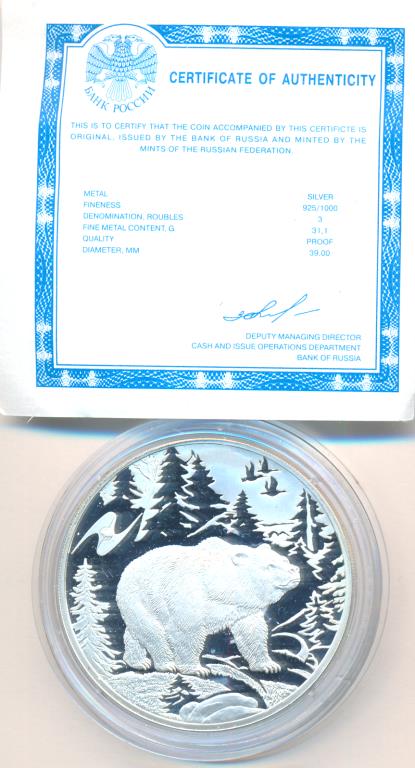 БАНК РОССИИ
CERTIFICATE OF AUTHENTICITY
THIS IS TO CERTIFY THAT THE COIN ACCOMPANIED BY THIS CERTIFICTE IS
ORIGINAL, ISSUED BY THE BANK OF RUSSIA AND MINTED BY THE
MINTS OF THE RUSSIAN FEDERATION.
METAL SILVER
FINENESS 925/1000
DENOMINATION, ROUBLES 3
FINE METAL CONTENT, G 31,1
QUALITY PROOF
DIAMETER, MM 39.00
DEPUTY MANAGING DIRECTOR
CASH AND ISSUE OPERATIONS DEPARTMENT
BANK OF RUSSIA